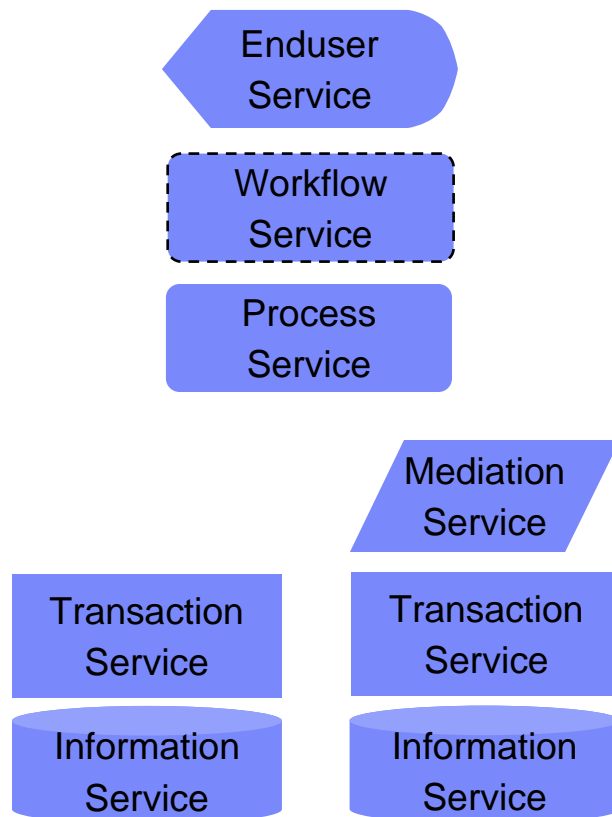 Enduser
Service
Workflow
Service
Process
Service
Mediation
Service
Transaction
Service
Transaction
Service
Information
Service
Information
Service